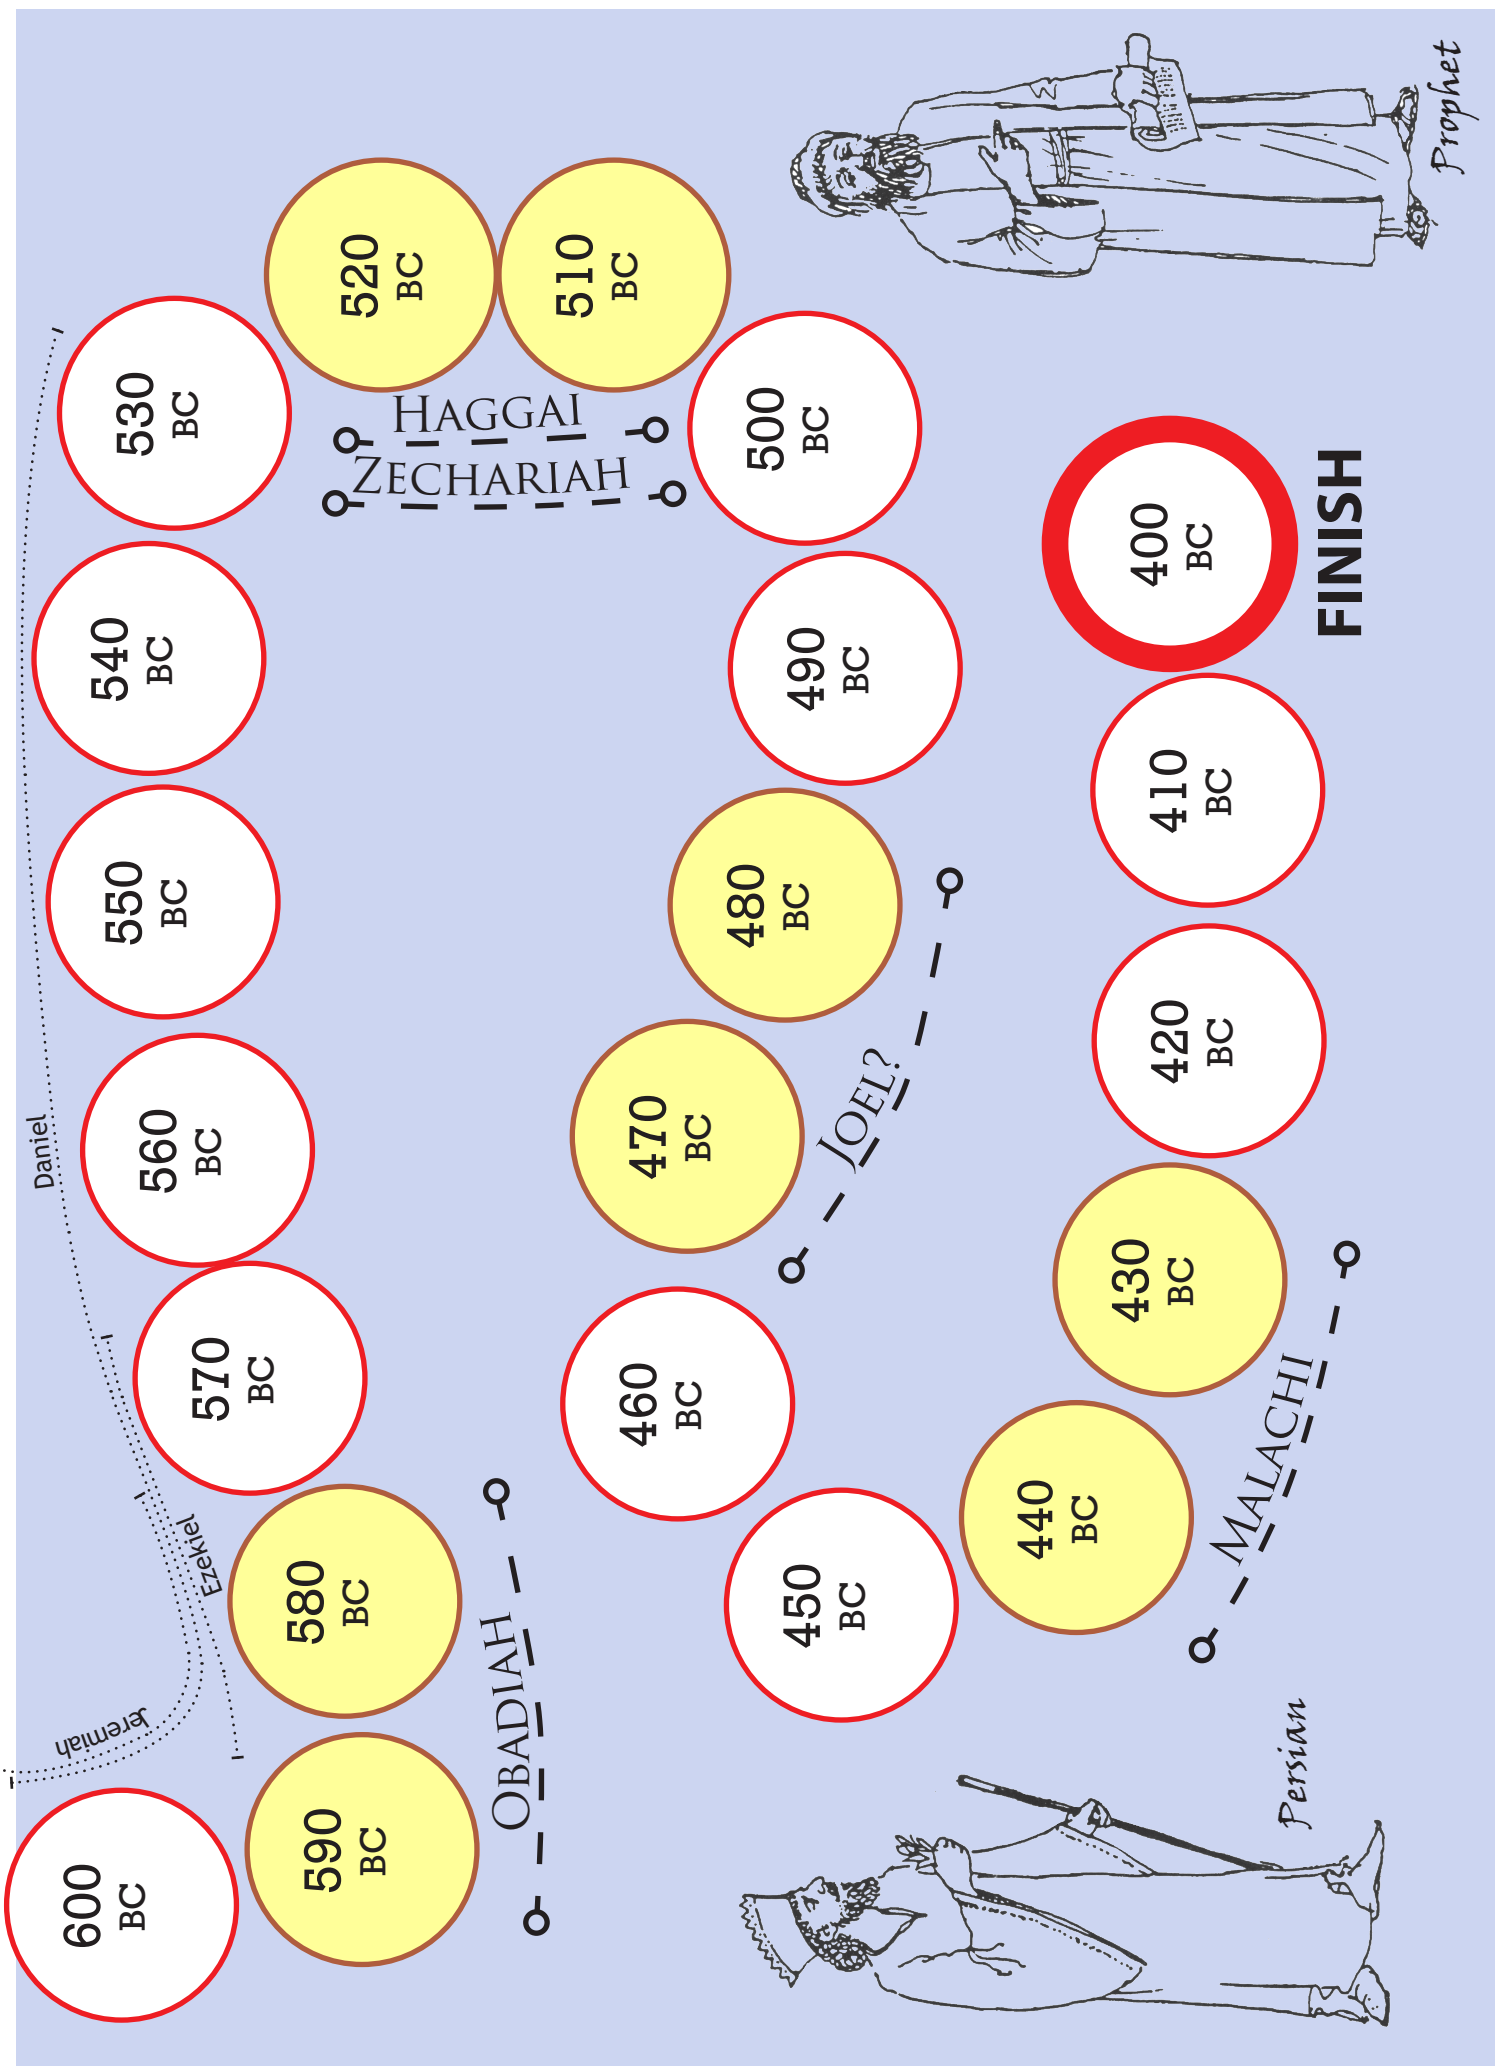 600
BC
590
BC
580
BC
570
BC
560
BC
550
BC
540
BC
530
BC
520
BC
510
BC
500
BC
490
BC
480
BC
470
BC
460
BC
450
BC
440
BC
430
BC
420
BC
410
BC
400
BC
FINISH
Jeremiah
Ezekiel
Daniel
OBADIAH
HAGGAI
ZECHARIAH
JOEL?
MALACHI
Persian
Prophet